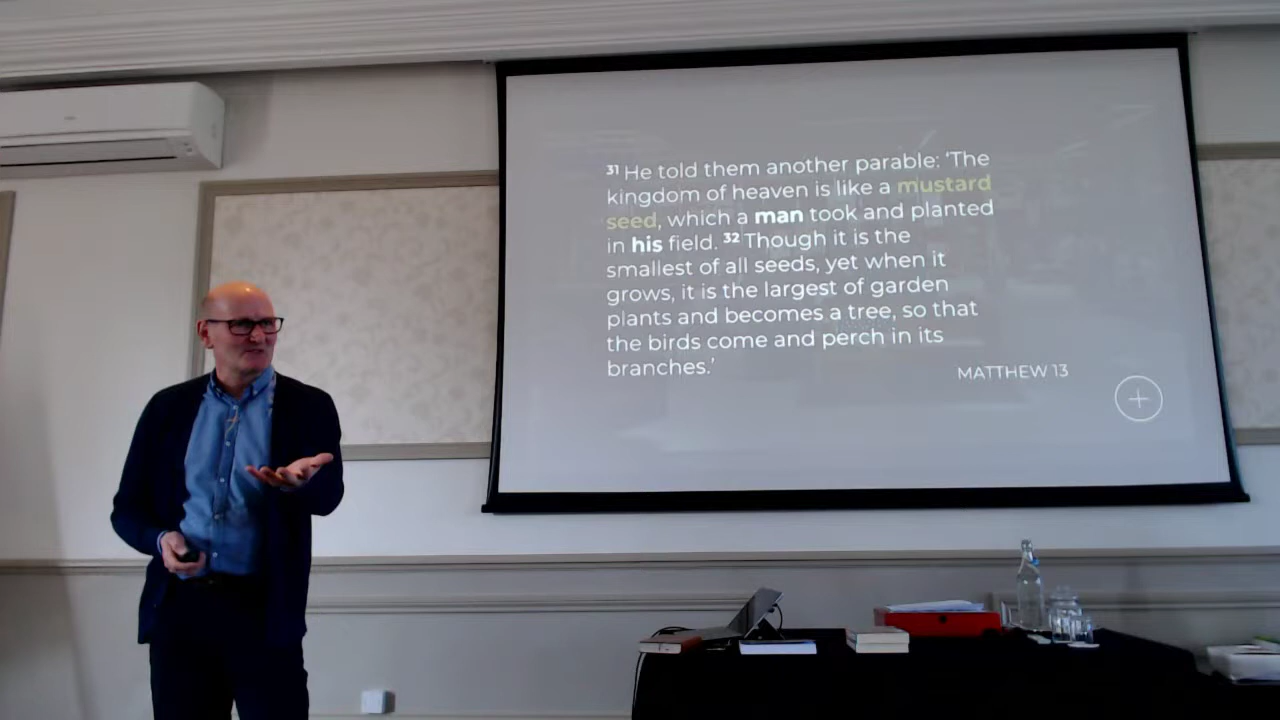 31 He told them another parable: ‘The
kingdom of heaven is like a mustard
seed, which a man took and planted
in his field. 32 Though it is the
smallest of all seeds, yet when it
grows, it is the largest of garden
plants and becomes a tree, so that
the birds come and perch in its
branches.’
MATTHEW 13